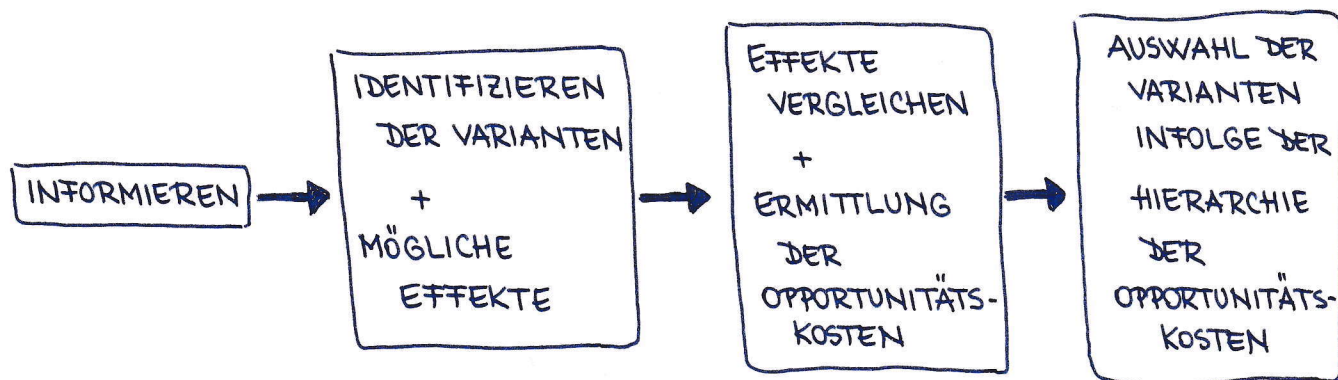 INFORMIEREN
IDENTIFIZIEREN
DER VARIANTEN
+
MÖGLICHE
EFFEKTE
EFFEKTE
VERGLEICHEN
+
ERMITTLUNG
DER
OPPORTUNITÄTS-
KOSTEN
AUSWAHL DER
VARIANTEN
INFOLGE DER
HIERARCHIE
DER
OPPORTUNITÄTS-
KOSTEN